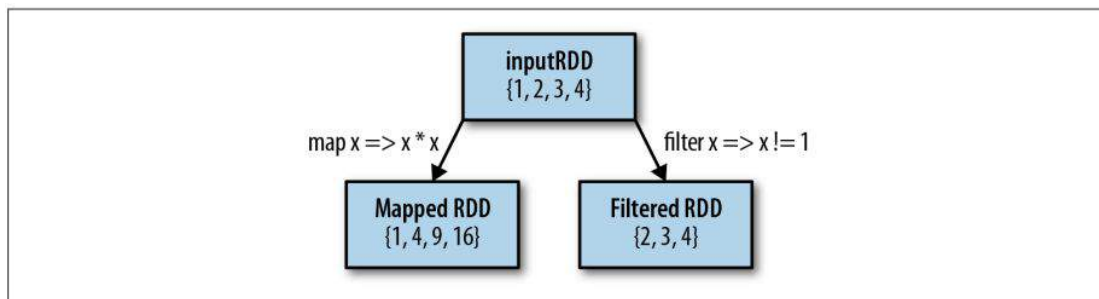 inputRDD
{1, 2, 3, 4}
map x => x * x
filter x => x != 1
Mapped RDD
{1, 4, 9, 16}
Filtered RDD
{2, 3, 4}